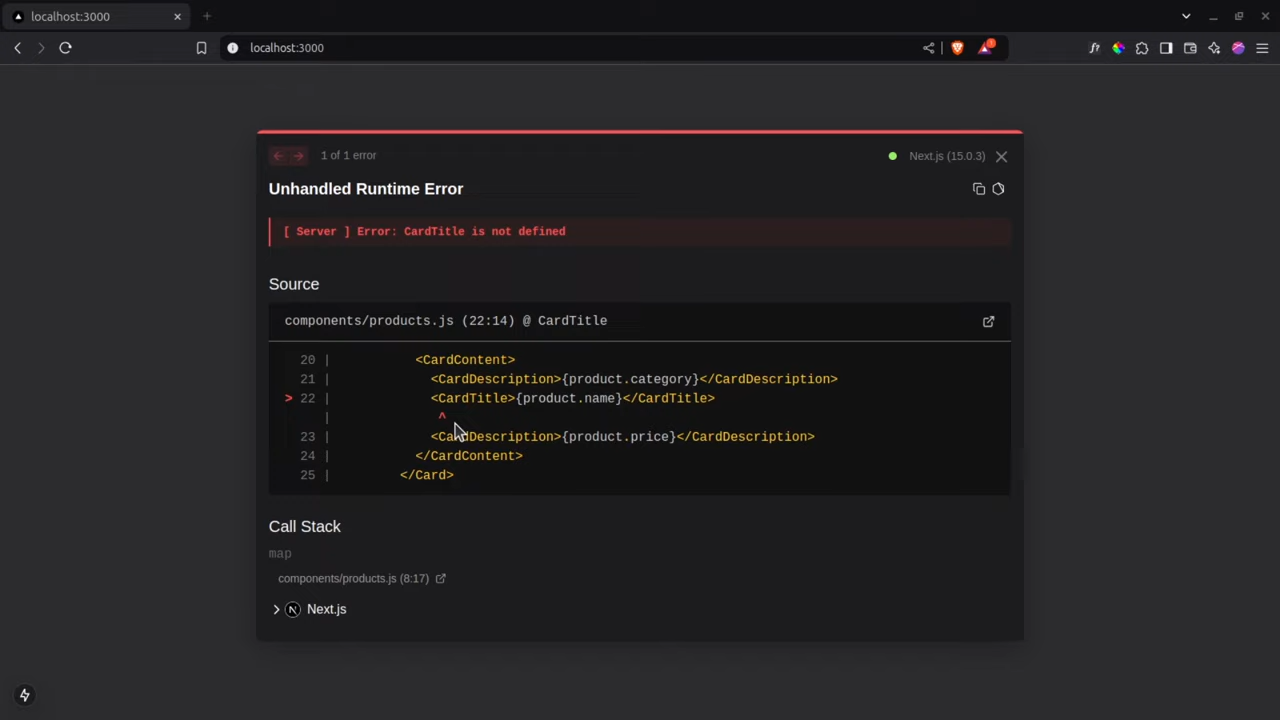 localhost:3000
localhost:3000
1 of 1 error
Next.js (15.0.3)
Unhandled Runtime Error
[ Server ] Error: CardTitle is not defined
Source
components/products.js (22:14) @ CardTitle
20 | <CardContent>
21 | <CardDescription>{product.category}</CardDescription>
> 22 | <CardTitle>{product.name}</CardTitle>
| ^
23 | <CardDescription>{product.price}</CardDescription>
24 | </CardContent>
25 | </Card>
Call Stack
map
components/products.js (8:17)
N Next.js